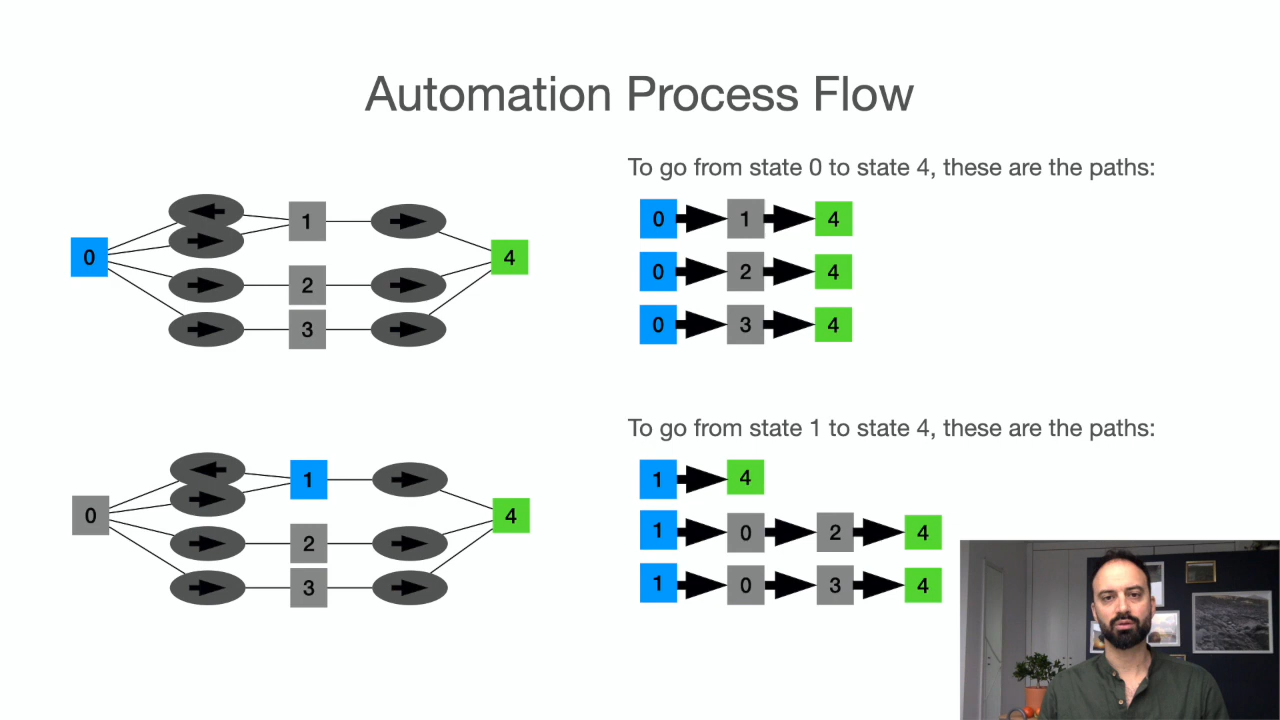 Automation Process Flow
To go from state 0 to state 4, these are the paths:
0 1 4
0 2 4
0 3 4
0 1 2 3 4
To go from state 1 to state 4, these are the paths:
1 4
1 0 2 4
1 0 3 4
0 1 2 3 4